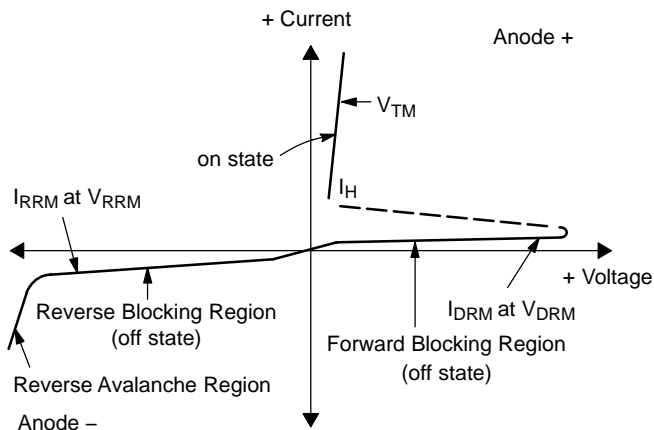 + Current
Anode +
V_TM
on state
I_H
I_RRM at V_RRM
+ Voltage
Reverse Blocking Region
(off state)
I_DRM at V_DRM
Forward Blocking Region
(off state)
Reverse Avalanche Region
Anode –